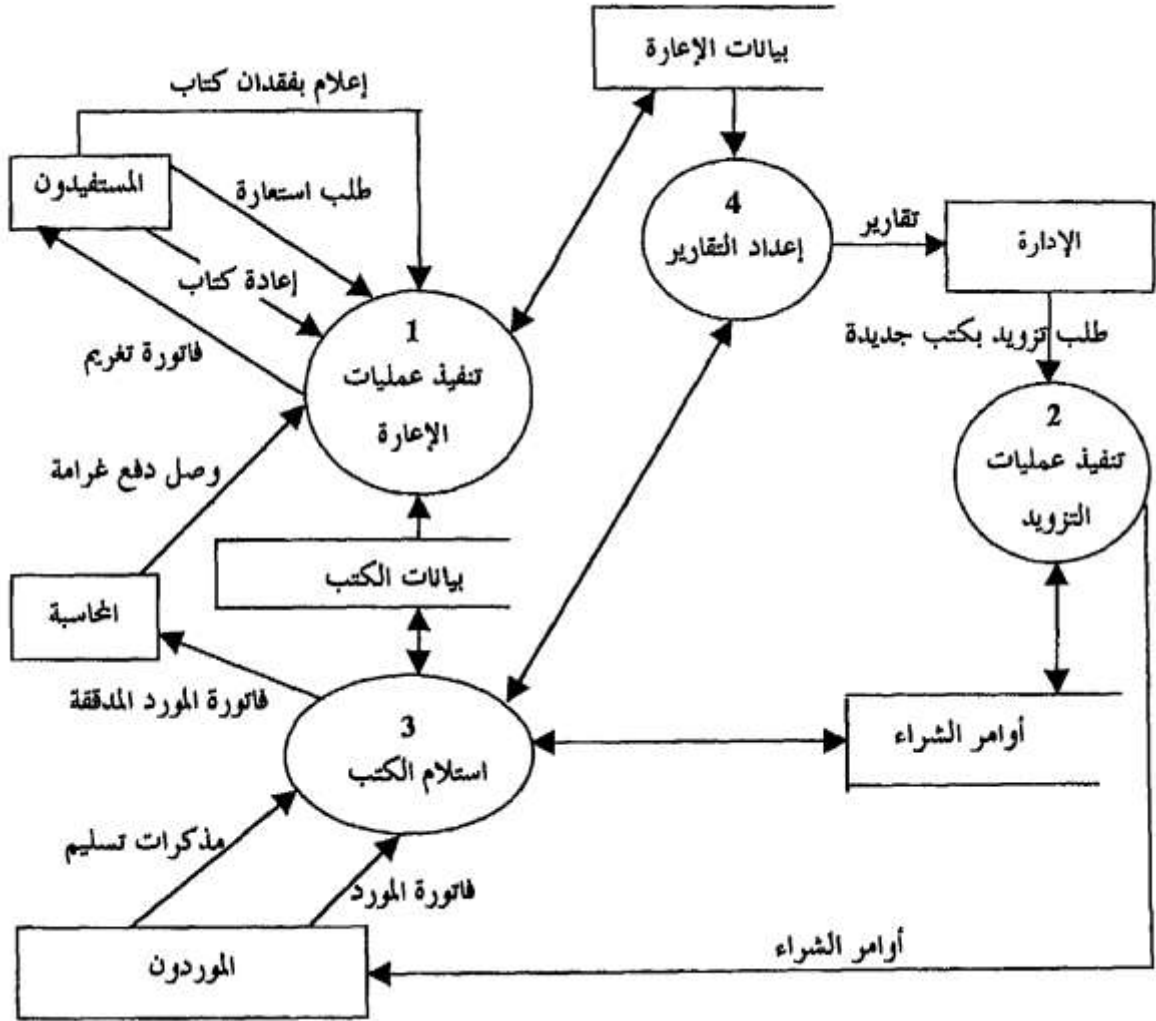 بيانات الإعارة
إعلام بفقدان كتاب
المستفيدون
طلب استعارة
إعادة كتاب
فاتورة تغريم
4
إعداد التقارير
تقارير
الإدارة
طلب تزويد بكتب جديدة
1
تنفيذ عمليات
الإعارة
2
تنفيذ عمليات
التزويد
وصل دفع غرامة
بيانات الكتب
المحاسبة
فاتورة المورد المدققة
3
استلام الكتب
أوامر الشراء
مذكرات تسليم
فاتورة المورد
الموردون
أوامر الشراء